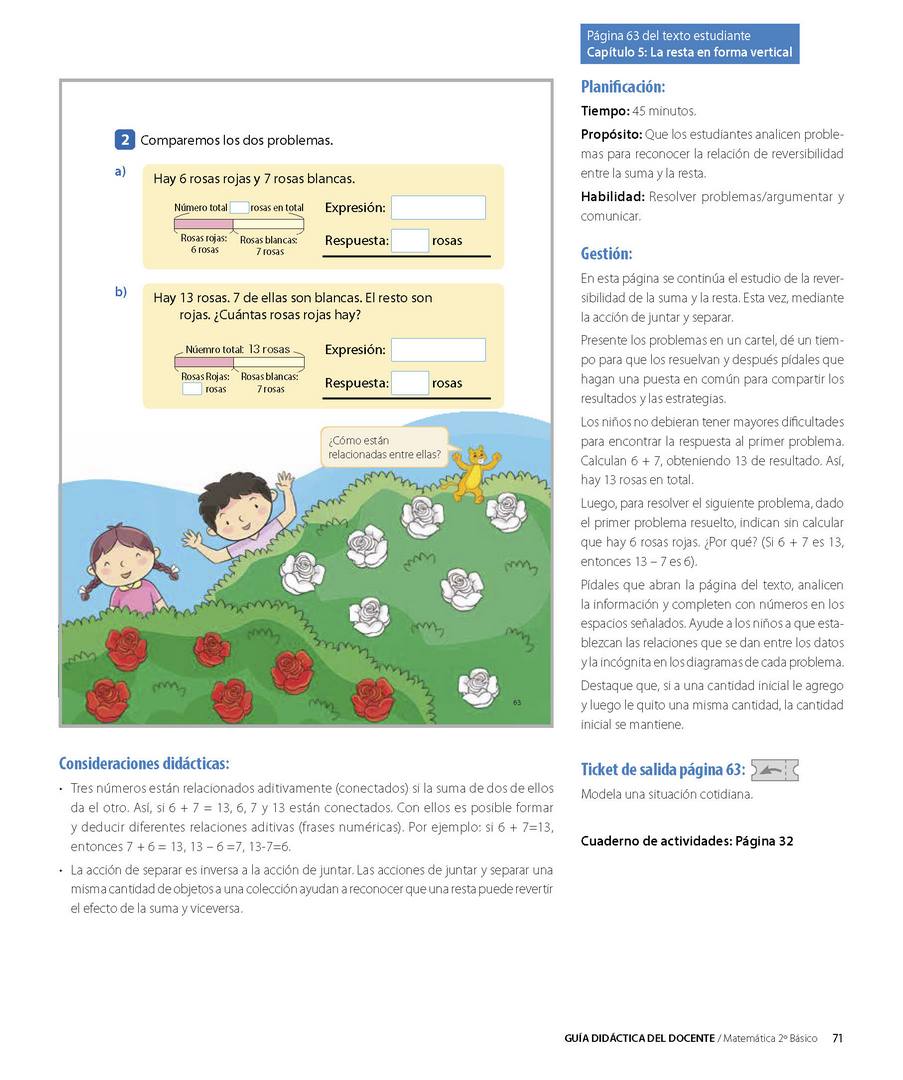 Página 63 del texto estudiante
Capítulo 5: La resta en forma vertical
2 Comparemos los dos problemas.
a)
Hay 6 rosas rojas y 7 rosas blancas.
Número total rosas en total
Rosas rojas:
6 rosas
Rosas blancas:
7 rosas
Expresión:
Respuesta: rosas
b)
Hay 13 rosas. 7 de ellas son blancas. El resto son
rojas. ¿Cuántas rosas rojas hay?
Núemro total: 13 rosas
Rosas Rojas:
rosas
Rosas blancas:
7 rosas
Expresión:
Respuesta: rosas
¿Cómo están
relacionadas entre ellas?
63
Consideraciones didácticas:
• Tres números están relacionados aditivamente (conectados) si la suma de dos de ellos
da el otro. Así, si 6 + 7 = 13, 6, 7 y 13 están conectados. Con ellos es posible formar
y deducir diferentes relaciones aditivas (frases numéricas). Por ejemplo: si 6 + 7=13,
entonces 7 + 6 = 13, 13 – 6 =7, 13-7=6.
• La acción de separar es inversa a la acción de juntar. Las acciones de juntar y separar una
misma cantidad de objetos a una colección ayudan a reconocer que una resta puede revertir
el efecto de la suma y viceversa.
Planificación:
Tiempo: 45 minutos.
Propósito: Que los estudiantes analicen proble-
mas para reconocer la relación de reversibilidad
entre la suma y la resta.
Habilidad: Resolver problemas/argumentar y
comunicar.
Gestión:
En esta página se continúa el estudio de la rever-
sibilidad de la suma y la resta. Esta vez, mediante
la acción de juntar y separar.
Presente los problemas en un cartel, dé un tiem-
po para que los resuelvan y después pídales que
hagan una puesta en común para compartir los
resultados y las estrategias.
Los niños no debieran tener mayores dificultades
para encontrar la respuesta al primer problema.
Calculan 6 + 7, obteniendo 13 de resultado. Así,
hay 13 rosas en total.
Luego, para resolver el siguiente problema, dado
el primer problema resuelto, indican sin calcular
que hay 6 rosas rojas. ¿Por qué? (Si 6 + 7 es 13,
entonces 13 – 7 es 6).
Pídales que abran la página del texto, analicen
la información y completen con números en los
espacios señalados. Ayude a los niños a que esta-
blezcan las relaciones que se dan entre los datos
y la incógnita en los diagramas de cada problema.
Destaque que, si a una cantidad inicial le agrego
y luego le quito una misma cantidad, la cantidad
inicial se mantiene.
Ticket de salida página 63:
Modela una situación cotidiana.
Cuaderno de actividades: Página 32
GUÍA DIDÁCTICA DEL DOCENTE / Matemática 2º Básico 71